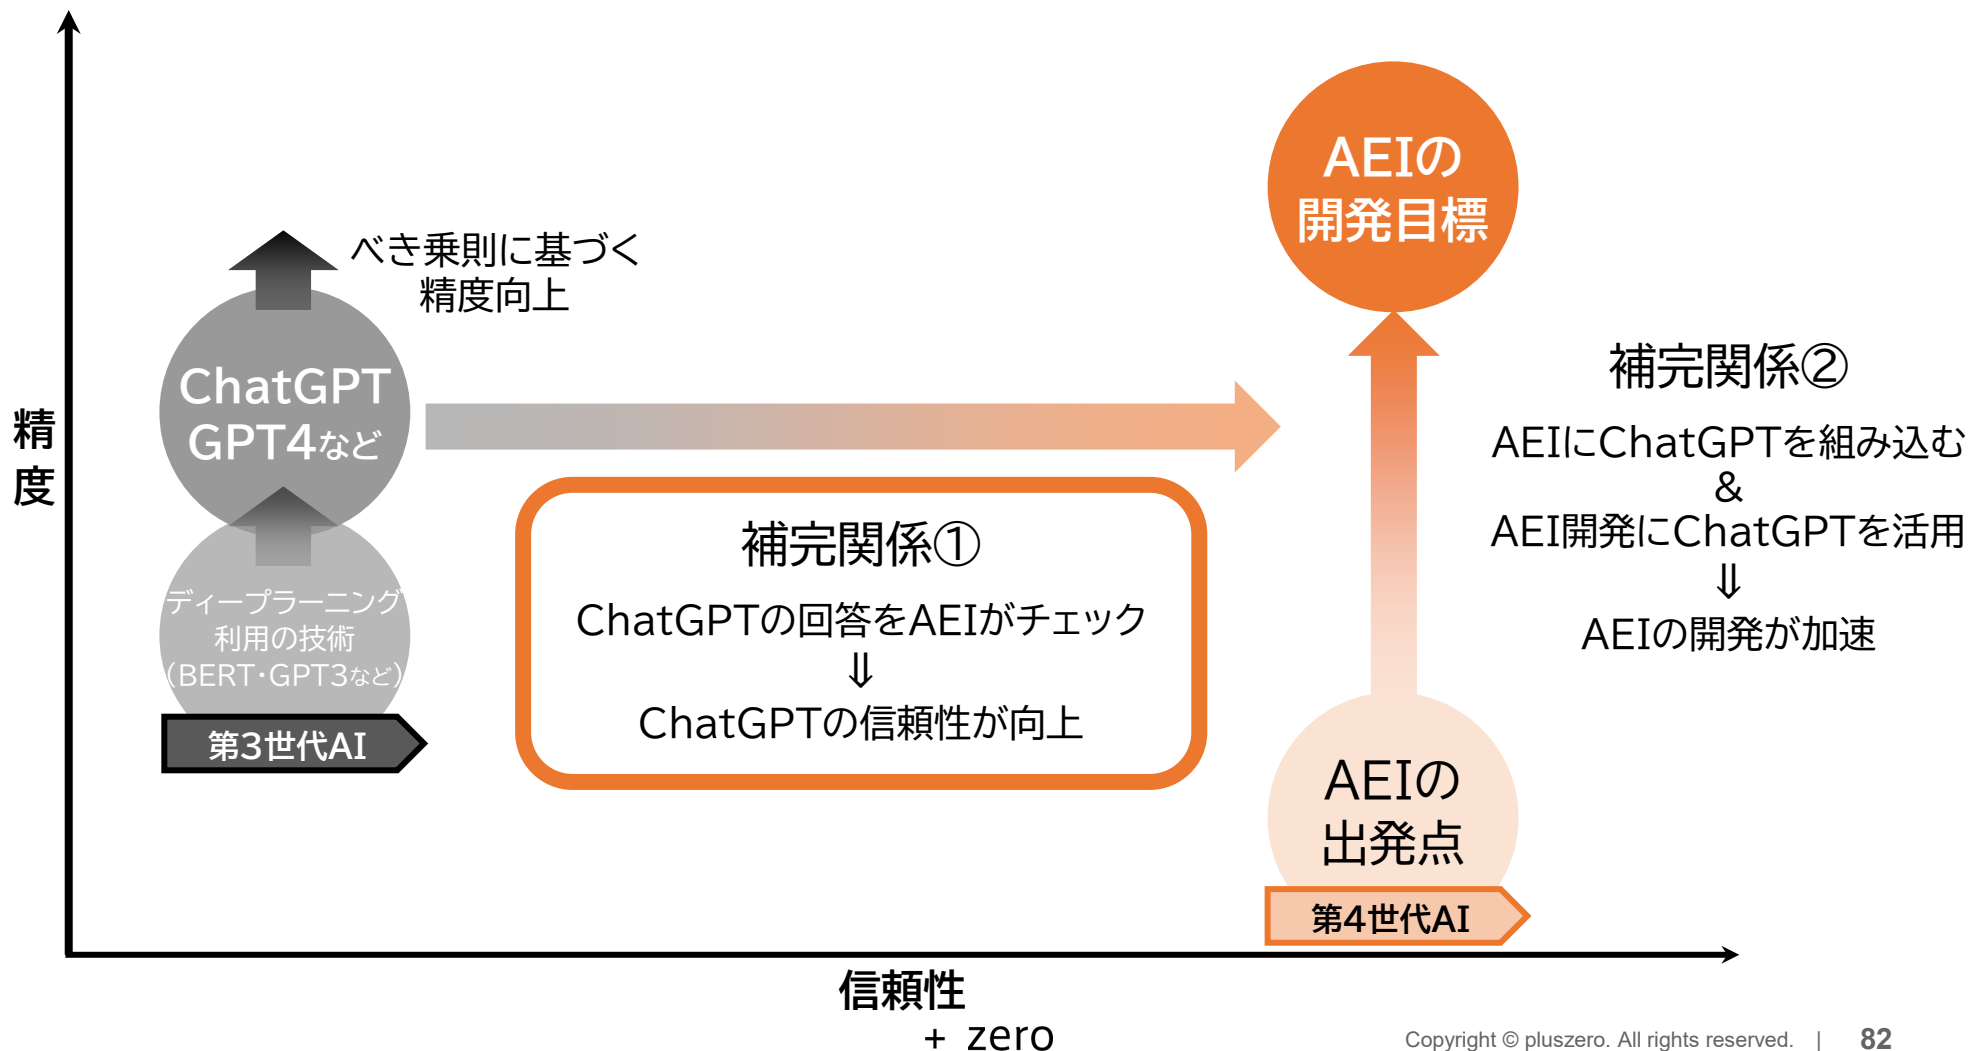 べき乗則に基づく
精度向上
ChatGPT
GPT4など
ディープラーニング
利用の技術
(BERT・GPT3など)
第3世代AI
精度
補完関係①
ChatGPTの回答をAEIがチェック
⇓
ChatGPTの信頼性が向上
AEIの
開発目標
補完関係②
AEIにChatGPTを組み込む
&
AEI開発にChatGPTを活用
⇓
AEIの開発が加速
AEIの
出発点
第4世代AI
信頼性
+ zero
Copyright © pluszero. All rights reserved. | 82